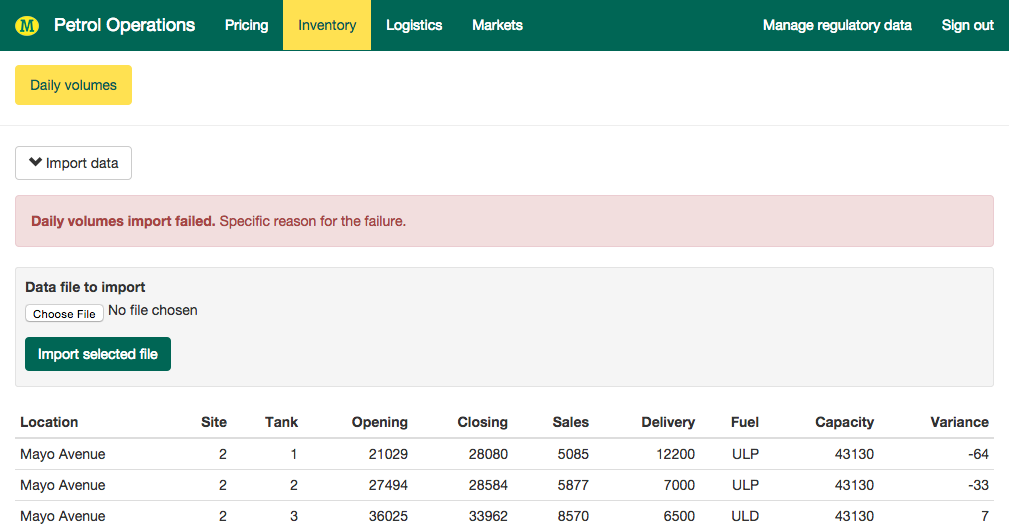 M Petrol Operations Pricing Inventory Logistics Markets Manage regulatory data Sign out
Daily volumes
Import data
Daily volumes import failed. Specific reason for the failure.
Data file to import
Choose File No file chosen
Import selected file
Location Site Tank Opening Closing Sales Delivery Fuel Capacity Variance
Mayo Avenue 2 1 21029 28080 5085 12200 ULP 43130 -64
Mayo Avenue 2 2 27494 28584 5877 7000 ULP 43130 -33
Mayo Avenue 2 3 36025 33962 8570 6500 ULD 43130 7